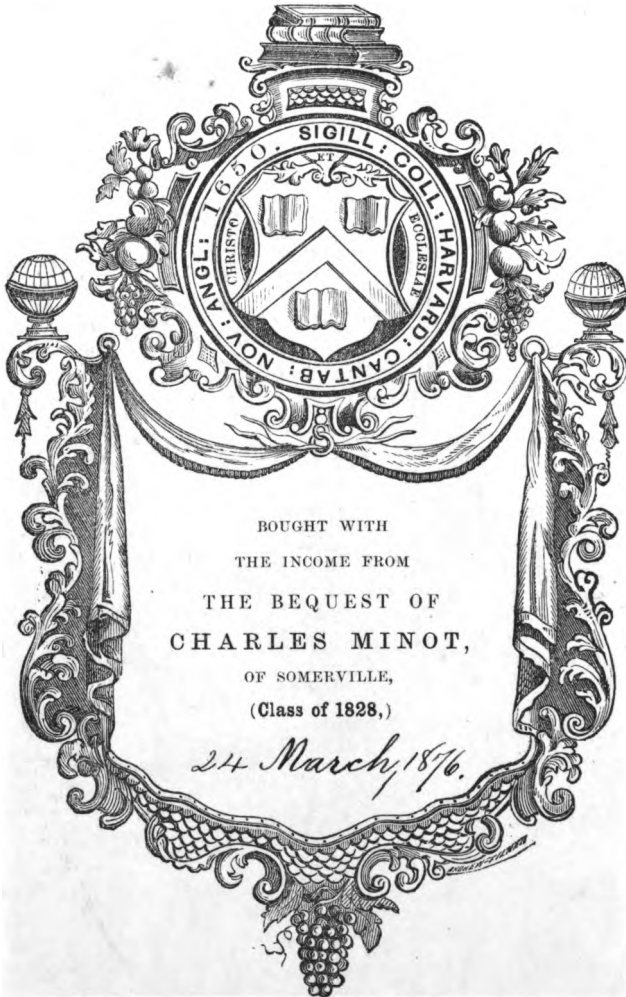 SIGILL: COLL: HARVARD: CANTAB: NOV: ANGL: 1650.
ET
CHRISTO
ECCLESIAE
BOUGHT WITH
THE INCOME FROM
THE BEQUEST OF
CHARLES MINOT,
OF SOMERVILLE,
(Class of 1828,)
24 March, 1876.